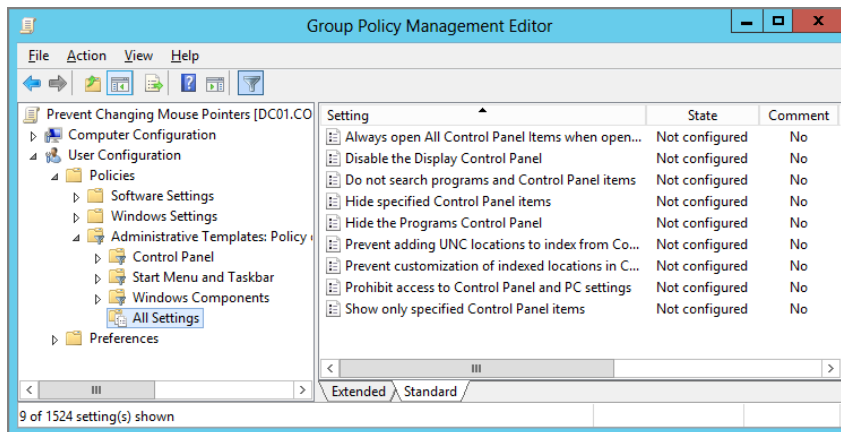 Group Policy Management Editor
File Action View Help
Prevent Changing Mouse Pointers [DC01.CO
Computer Configuration
User Configuration
Policies
Software Settings
Windows Settings
Administrative Templates: Policy
Control Panel
Start Menu and Taskbar
Windows Components
All Settings
Preferences
Setting State Comment
Always open All Control Panel Items when open... Not configured No
Disable the Display Control Panel Not configured No
Do not search programs and Control Panel items Not configured No
Hide specified Control Panel items Not configured No
Hide the Programs Control Panel Not configured No
Prevent adding UNC locations to index from Co... Not configured No
Prevent customization of indexed locations in C... Not configured No
Prohibit access to Control Panel and PC settings Not configured No
Show only specified Control Panel items Not configured No
Extended Standard
9 of 1524 setting(s) shown